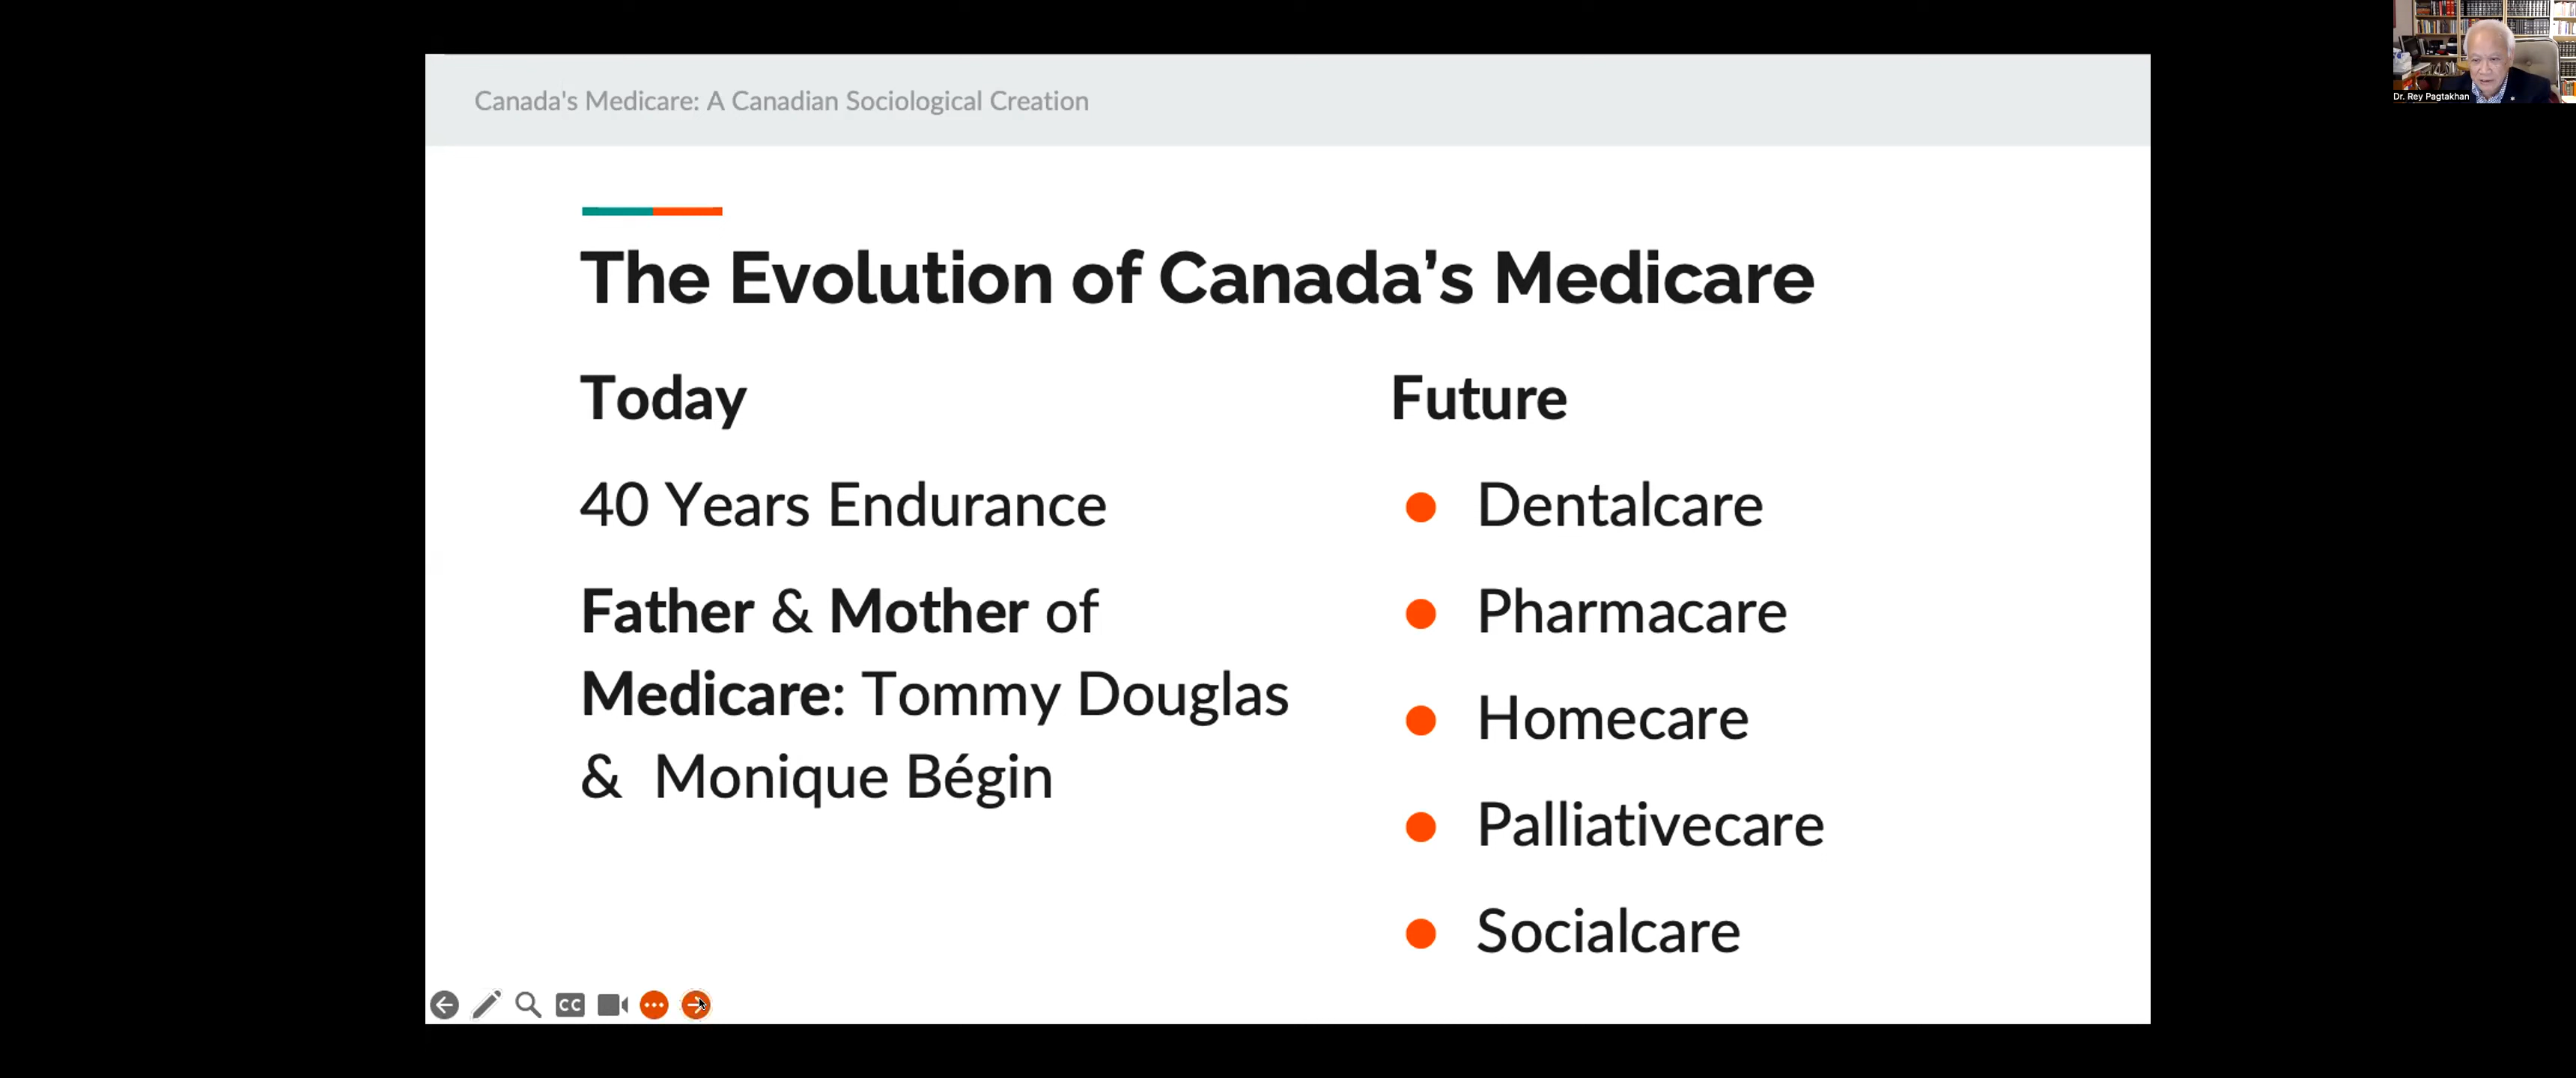 Canada's Medicare: A Canadian Sociological Creation
Dr. Rey Pagtakhan
The Evolution of Canada’s Medicare
Today
40 Years Endurance
Father & Mother of
Medicare: Tommy Douglas
& Monique Bégin
Future
Dentalcare
Pharmacare
Homecare
Palliativecare
Socialcare
CC